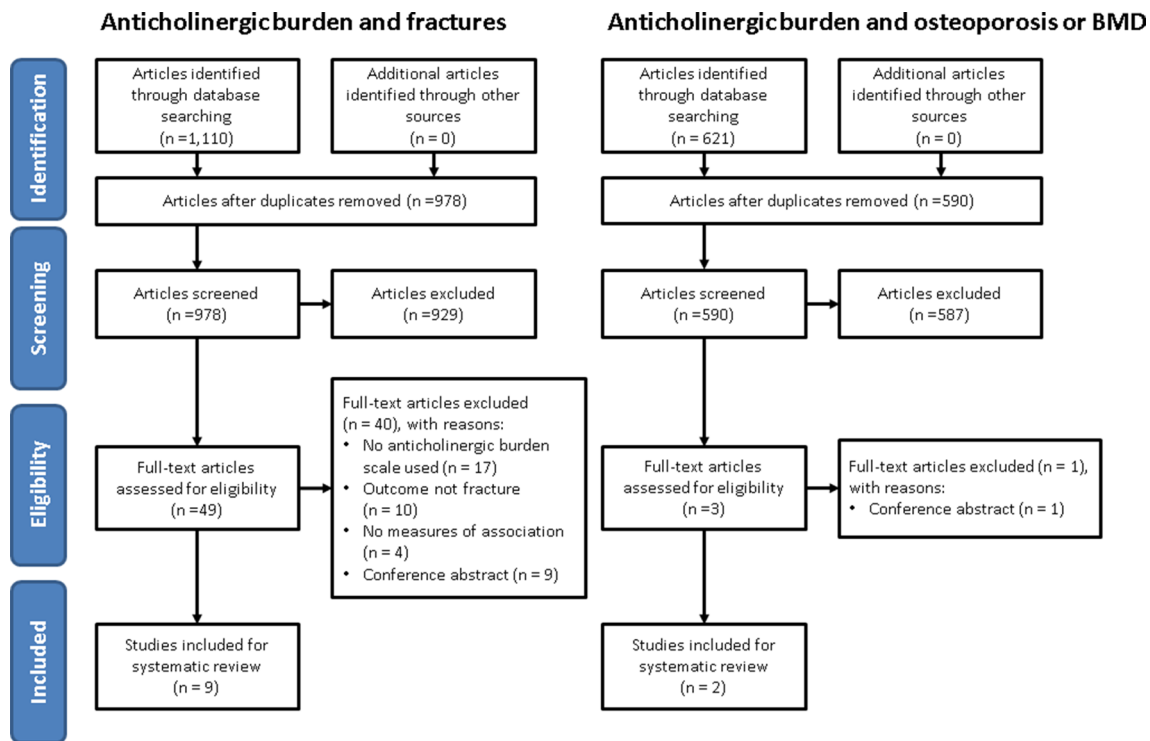 Anticholinergic burden and fractures
Identification
Articles identified
through database
searching
(n =1,110)
Additional articles
identified through other
sources
(n = 0)
Articles after duplicates removed (n =978)
Screening
Articles screened
(n =978)
Articles excluded
(n =929)
Eligibility
Full-text articles
assessed for eligibility
(n =49)
Full-text articles excluded
(n = 40), with reasons:
• No anticholinergic burden
scale used (n = 17)
• Outcome not fracture
(n = 10)
• No measures of association
(n = 4)
• Conference abstract (n = 9)
Included
Studies included for
systematic review
(n = 9)
Anticholinergic burden and osteoporosis or BMD
Articles identified
through database
searching
(n = 621)
Additional articles
identified through other
sources
(n = 0)
Articles after duplicates removed (n =590)
Articles screened
(n =590)
Articles excluded
(n =587)
Full-text articles
assessed for eligibility
(n =3)
Full-text articles excluded (n = 1),
with reasons:
• Conference abstract (n = 1)
Studies included for
systematic review
(n = 2)